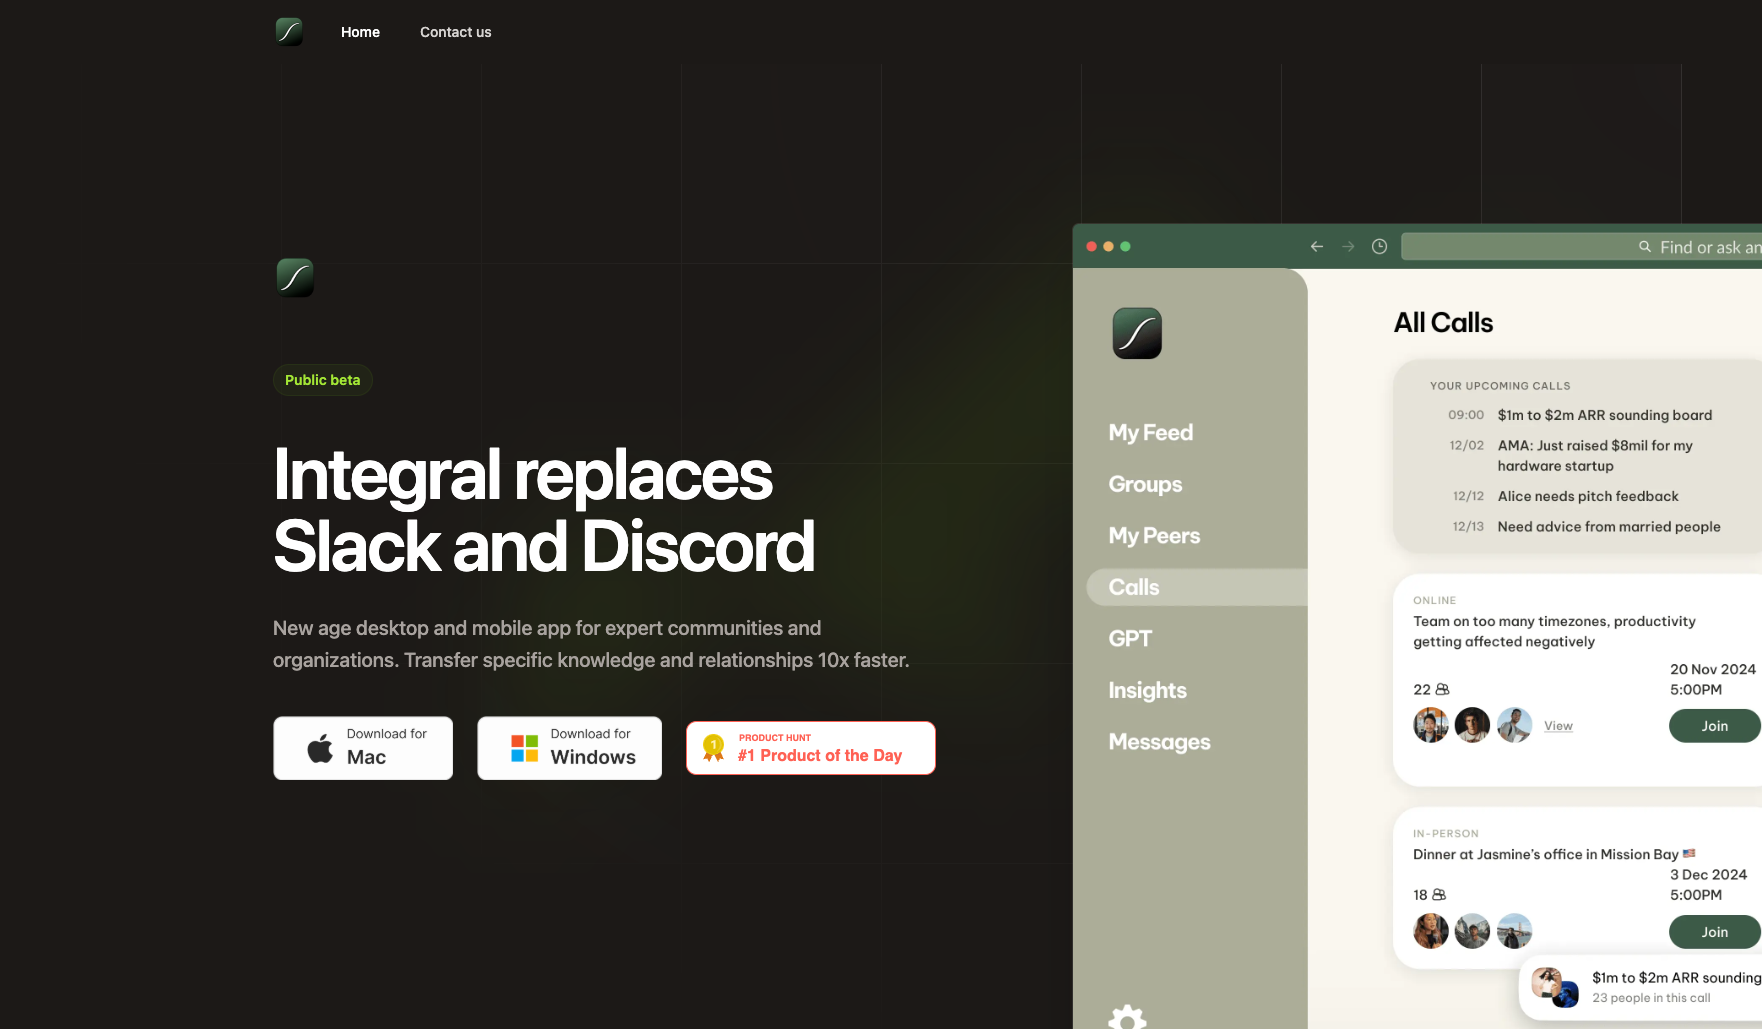 Home
Contact us
Public beta
Integral replaces
Slack and Discord
New age desktop and mobile app for expert communities and
organizations. Transfer specific knowledge and relationships 10x faster.
Download for
Mac
Download for
Windows
1
PRODUCT HUNT
#1 Product of the Day
Find or ask an
My Feed
Groups
My Peers
Calls
GPT
Insights
Messages
All Calls
YOUR UPCOMING CALLS
09:00 $1m to $2m ARR sounding board
12/02 AMA: Just raised $8mil for my
hardware startup
12/12 Alice needs pitch feedback
12/13 Need advice from married people
ONLINE
Team on too many timezones, productivity
getting affected negatively
20 Nov 2024
22 5:00PM
View
Join
IN-PERSON
Dinner at Jasmine's office in Mission Bay 🇺🇸
3 Dec 2024
18 5:00PM
Join
$1m to $2m ARR sounding
23 people in this call